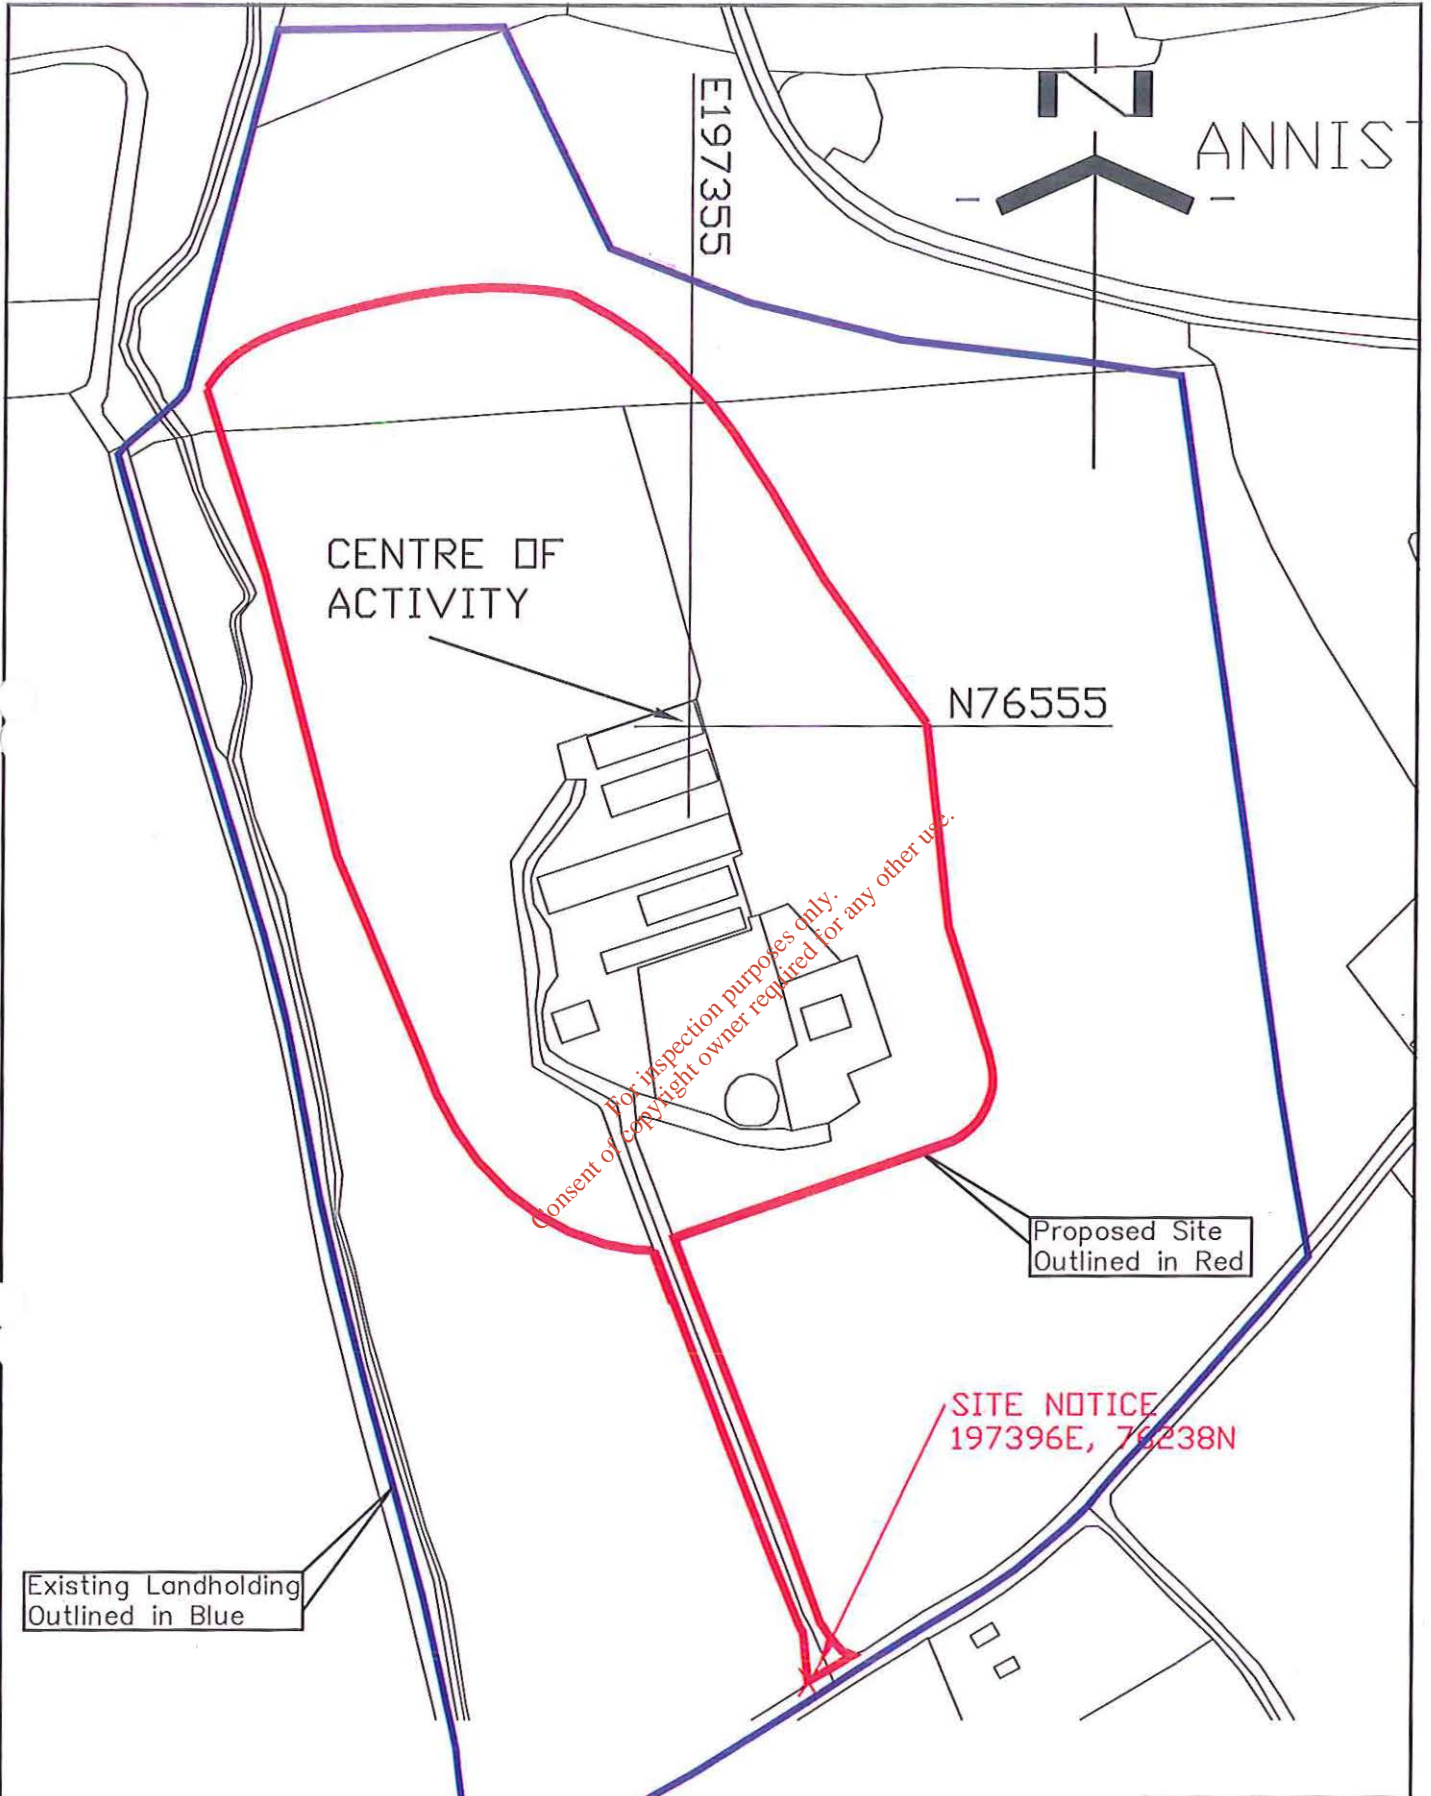 E197355
N
ANNIS
CENTRE OF
ACTIVITY
N76555
For inspection purposes only.
Consent of copyright owner required for any other use.
Proposed Site
Outlined in Red
SITE NOTICE
197396E, 76238N
Existing Landholding
Outlined in Blue